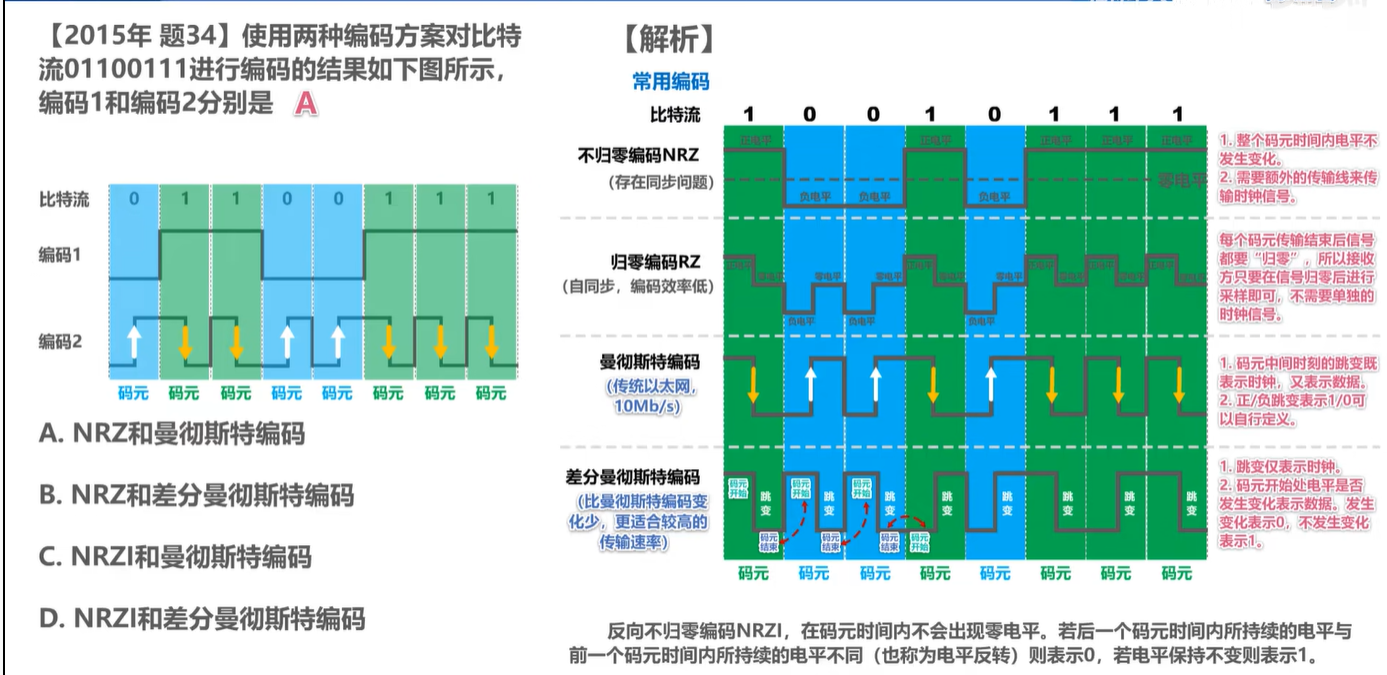 【2015年 题34】使用两种编码方案对比特
流01100111进行编码的结果如下图所示，
编码1和编码2分别是 A
比特流 0 1 1 0 0 1 1 1
编码1
编码2
码元 码元 码元 码元 码元 码元 码元 码元
A. NRZ和曼彻斯特编码
B. NRZ和差分曼彻斯特编码
C. NRZI和曼彻斯特编码
D. NRZI和差分曼彻斯特编码
【解析】
常用编码
比特流 1 0 0 1 0 1 1 1
不归零编码NRZ
（存在同步问题）
正电平 正电平 正电平 正电平 正电平
零电平
负电平 负电平 负电平
1. 整个码元时间内电平不
发生变化。
2. 需要额外的传输线来传
输时钟信号。
归零编码RZ
（自同步，编码效率低）
正电平 零电平 零电平 零电平 正电平 零电平 零电平 正电平 零电平 正电平 零电平 正电平 零电平
负电平 负电平 负电平
每个码元传输结束后信号
都要“归零”，所以接收
方只要在信号归零后进行
采样即可，不需要单独的
时钟信号。
曼彻斯特编码
（传统以太网，
10Mb/s）
1. 码元中间时刻的跳变既
表示时钟，又表示数据。
2. 正/负跳变表示1/0可
以自行定义。
差分曼彻斯特编码
（比曼彻斯特编码变
化少，更适合较高的
传输速率）
码元
开始
跳
变
码元
结束
码元
开始
跳
变
码元
结束
码元
开始
跳
变
码元
结束
码元
开始
跳
变
跳
变
跳
变
跳
变
跳
变
1. 跳变仅表示时钟。
2. 码元开始处电平是否
发生变化表示数据。发生
变化表示0，不发生变化
表示1。
码元 码元 码元 码元 码元 码元 码元 码元
反向不归零编码NRZI，在码元时间内不会出现零电平。若后一个码元时间内所持续的电平与
前一个码元时间内所持续的电平不同（也称为电平反转）则表示0，若电平保持不变则表示1。